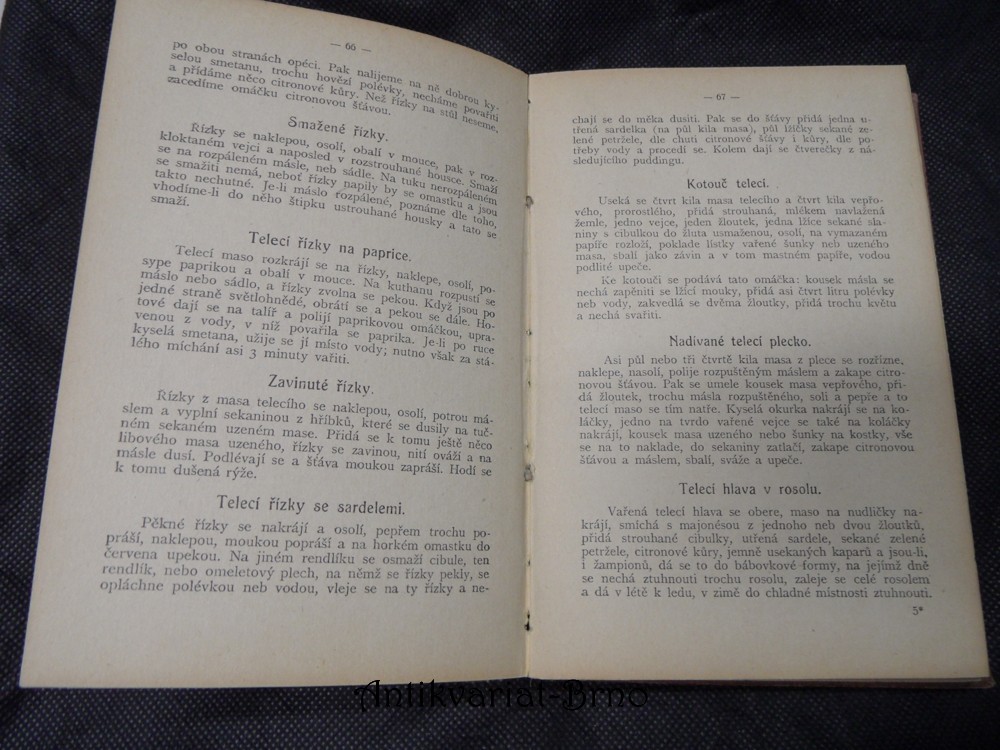 — 66 —
po obou stranách opéci. Pak nalijeme na ně dobrou ky-
selou smetanu, trochu hovězí polévky, necháme povařiti
a přidáme něco citronové kůry. Než řízky na stůl neseme,
zacedíme omáčku citronovou šťávou.
Smažené řízky.
Řízky se naklepou, osolí, obalí v mouce, pak v roz-
kloktaném vejci a naposled v rozstrouhané housce. Smaží
se na rozpáleném másle, neb sádle. Na tuku nerozpáleném
se smažiti nemá, neboť řízky napily by se omastku a jsou
takto nechutné. Je-li máslo rozpálené, poznáme dle toho,
vhodíme-li do něho štipku ustrouhané housky a tato se
smaží.
Telecí řízky na paprice.
Telecí maso rozkrájí se na řízky, naklepe, osolí, po-
sype paprikou a obalí v mouce. Na kuthanu rozpustí se
máslo nebo sádlo, a řízky zvolna se pekou. Když jsou po
jedné straně světlohnědé, obrátí se a pekou se dále. Ho-
tové dají se na talíř a polijí paprikovou omáčkou, upra-
venou z vody, v níž povařila se paprika. Je-li po ruce
kyselá smetana, užije se jí místo vody; nutno však za stá-
lého míchání asi 3 minuty vařiti.
Zavinuté řízky.
Řízky z masa telecího se naklepou, osolí, potrou má-
slem a vyplní sekaninou z hříbků, které se dusily na tuč-
ném sekaném uzeném mase. Přidá se k tomu ještě něco
libového masa uzeného, řízky se zavinou, nití ováží a na
másle dusí. Podlévají se a šťáva moukou zapráší. Hodí se
k tomu dušená rýže.
Telecí řízky se sardelemi.
Pěkné řízky se nakrájí a osolí, pepřem trochu po-
práší, naklepou, moukou popráší a na horkém omastku do
červena upekou. Na jiném rendlíku se osmaží cibule, ten
rendlík, nebo omeletový plech, na němž se řízky pekly, se
opláchne polévkou neb vodou, vleje se na ty řízky a ne-
— 67 —
chají se do měka dusiti. Pak se do šťávy přidá jedna u-
třená sardelka (na půl kila masa), půl lžičky sekané ze-
lené petržele, dle chuti citronové šťávy i kůry, dle po-
třeby vody a procedí se. Kolem dají se čtverečky z ná-
sledujícího puddingu.
Kotouč telecí.
Useká se čtvrt kila masa telecího a čtvrt kila vepřo-
vého, prorostlého, přidá strouhaná, mlékem navlažená
žemle, jedno vejce, jeden žloutek, jedna lžíce sekané sla-
niny s cibulkou do žluta usmaženou, osolí, na vymazaném
papíře rozloží, poklade lístky vařené šunky neb uzeného
masa, sbalí jako závin a v tom mastném papíře, vodou
podlité upeče.
Ke kotouči se podává tato omáčka: kousek másla se
nechá zapěniti se lžící mouky, přidá asi čtvrt litru polévky
neb vody, zakvedlá se dvěma žloutky, přidá trochu květu
a nechá svařiti.
Nadívané telecí plecko.
Asi půl nebo tři čtvrtě kila masa z plece se rozřízne,
naklepe, nasolí, polije rozpuštěným máslem a zakape citro-
novou šťávou. Pak se umele kousek masa vepřového, při-
dá žloutek, trochu másla rozpuštěného, soli a pepře a to
telecí maso se tím natře. Kyselá okurka nakrájí se na ko-
láčky, jedno na tvrdo vařené vejce se také na koláčky
nakrájí, kousek masa uzeného nebo šunky na kostky, vše
se na to naklade, do sekaniny zatlačí, zakape citronovou
šťávou a máslem, sbalí, sváže a upeče.
Telecí hlava v rosolu.
Vařená telecí hlava se obere, maso na nudličky na-
krájí, smíchá s majonésou z jednoho neb dvou žloutků,
přidá strouhané cibulky, utřená sardele, sekané zelené
petržele, citronové kůry, jemně usekaných kaparů a jsou-li,
i žampionů, dá se to do bábovkové formy, na jejímž dně
se nechá ztuhnouti trochu rosolu, zaleje se celé rosolem
a dá v létě k ledu, v zimě do chladné místnosti ztuhnouti.
5*
Antikvariat-Brno